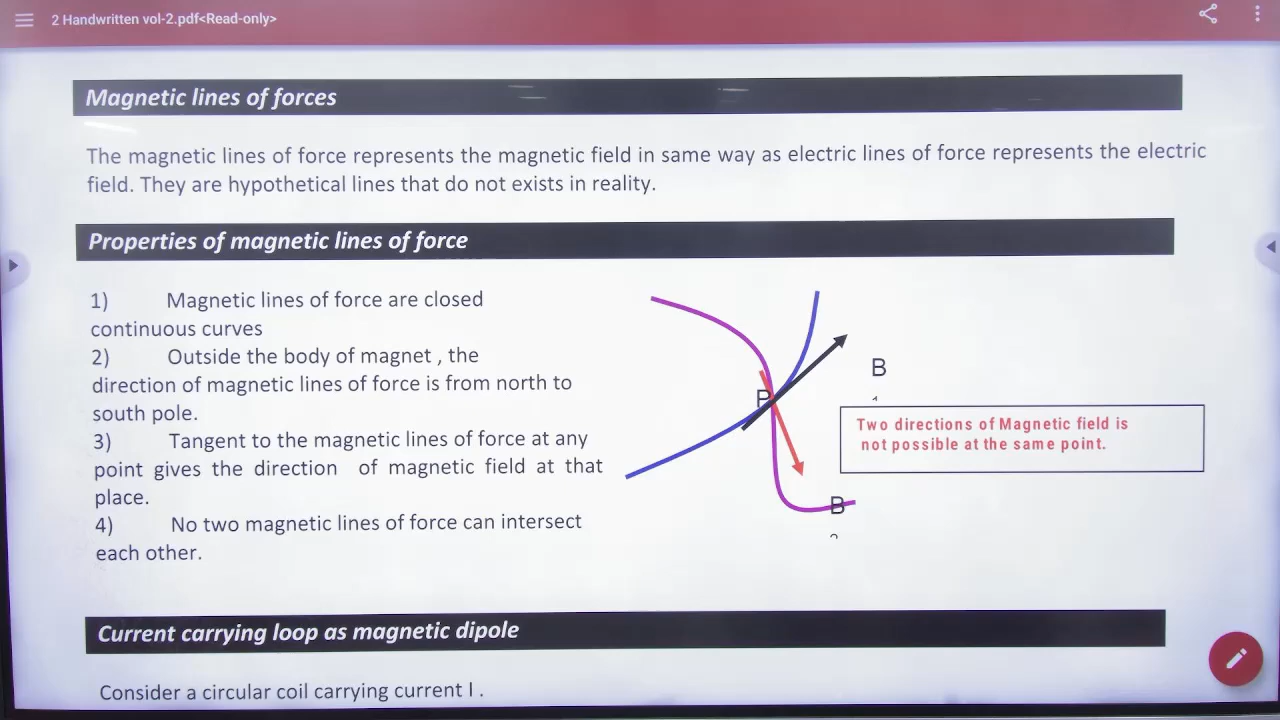 2 Handwritten vol-2.pdf<Read-only>
Magnetic lines of forces
The magnetic lines of force represents the magnetic field in same way as electric lines of force represents the electric
field. They are hypothetical lines that do not exists in reality.
Properties of magnetic lines of force
1) Magnetic lines of force are closed
continuous curves
2) Outside the body of magnet , the
direction of magnetic lines of force is from north to
south pole.
3) Tangent to the magnetic lines of force at any
point gives the direction of magnetic field at that
place.
4) No two magnetic lines of force can intersect
each other.
P
B
Two directions of Magnetic field is
not possible at the same point.
B
Current carrying loop as magnetic dipole
Consider a circular coil carrying current I .